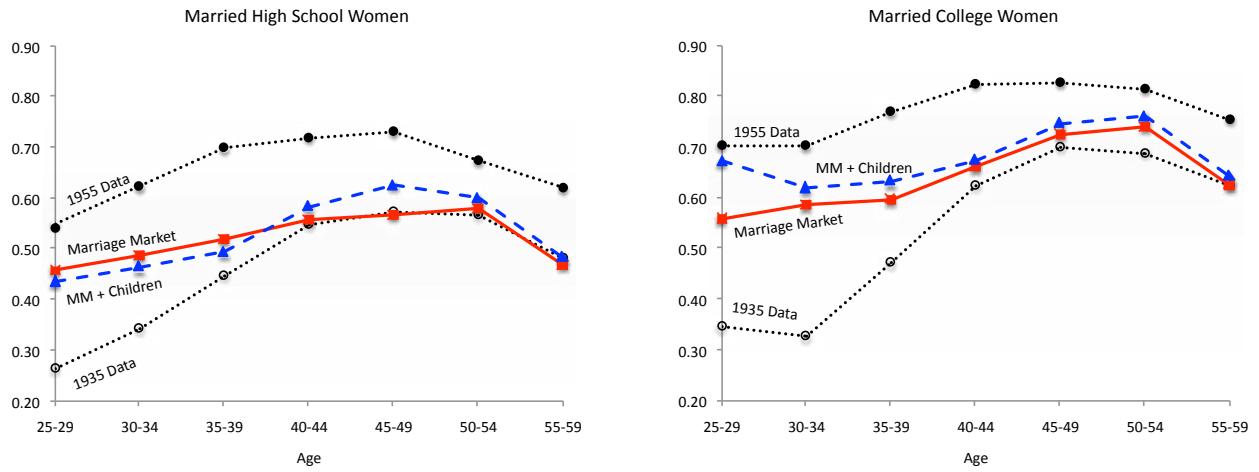 Married High School Women
0.90
0.80
0.70
0.60
0.50
0.40
0.30
0.20
1955 Data
Marriage Market
MM + Children
1935 Data
25-29 30-34 35-39 40-44 45-49 50-54 55-59
Age
Married College Women
0.90
0.80
0.70
0.60
0.50
0.40
0.30
0.20
1955 Data
MM + Children
Marriage Market
1935 Data
25-29 30-34 35-39 40-44 45-49 50-54 55-59
Age